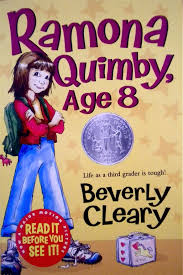 Ramona
Quimby,
Age 8
Life as a third grader is tough!
Beverly
Cleary
READ IT
BEFORE YOU
SEE IT!